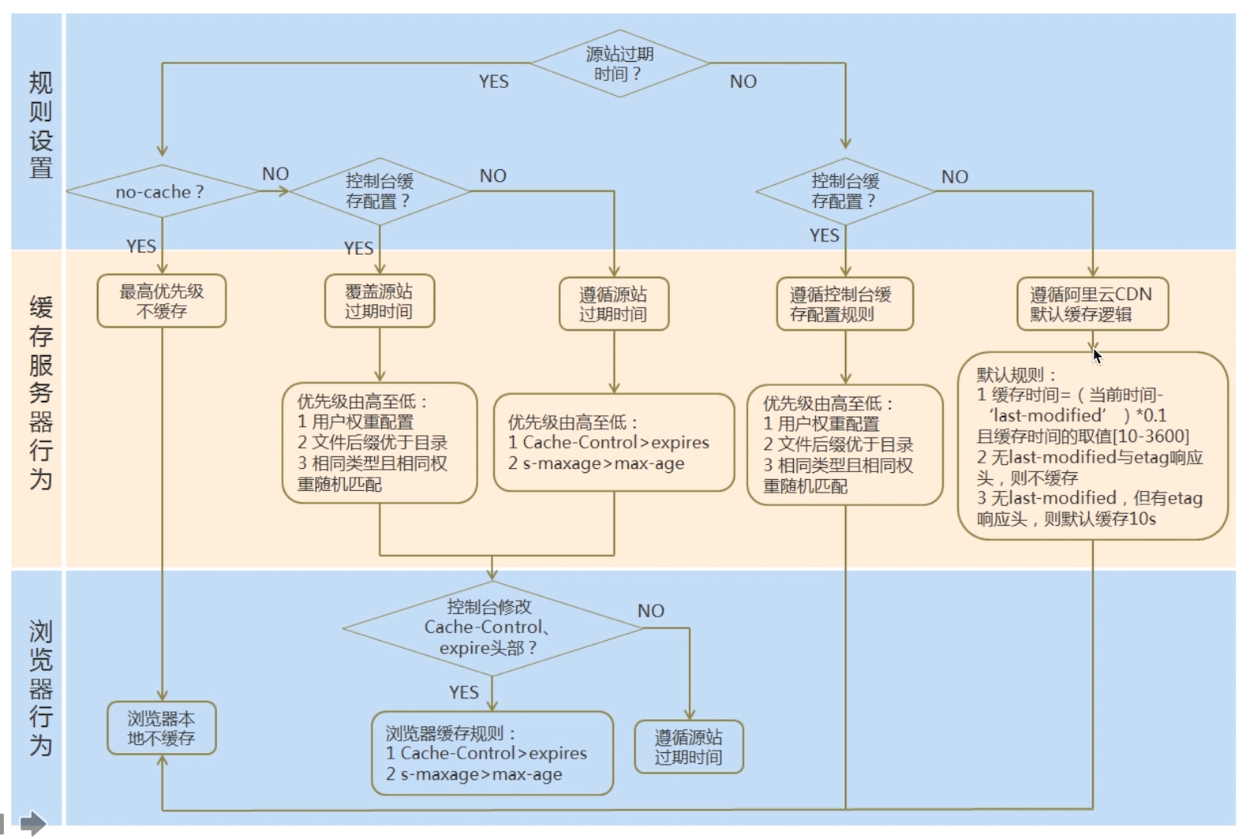 规则设置
源站过期
时间？
YES
NO
no-cache？
NO
控制台缓
存配置？
NO
控制台缓
存配置？
NO
YES
YES
YES
缓存服务器行为
最高优先级
不缓存
覆盖源站
过期时间
遵循源站
过期时间
遵循控制台缓
存配置规则
遵循阿里云CDN
默认缓存逻辑
优先级由高至低：
1 用户权重配置
2 文件后缀优于目录
3 相同类型且相同权
重随机匹配
优先级由高至低：
1 Cache-Control>expires
2 s-maxage>max-age
优先级由高至低：
1 用户权重配置
2 文件后缀优于目录
3 相同类型且相同权
重随机匹配
默认规则：
1 缓存时间=（当前时间-
‘last-modified’）*0.1
且缓存时间的取值[10-3600]
2 无last-modified与etag响应
头，则不缓存
3 无last-modified，但有etag
响应头，则默认缓存10s
浏览器行为
控制台修改
Cache-Control、
expire头部？
NO
YES
浏览器本
地不缓存
浏览器缓存规则：
1 Cache-Control>expires
2 s-maxage>max-age
遵循源站
过期时间